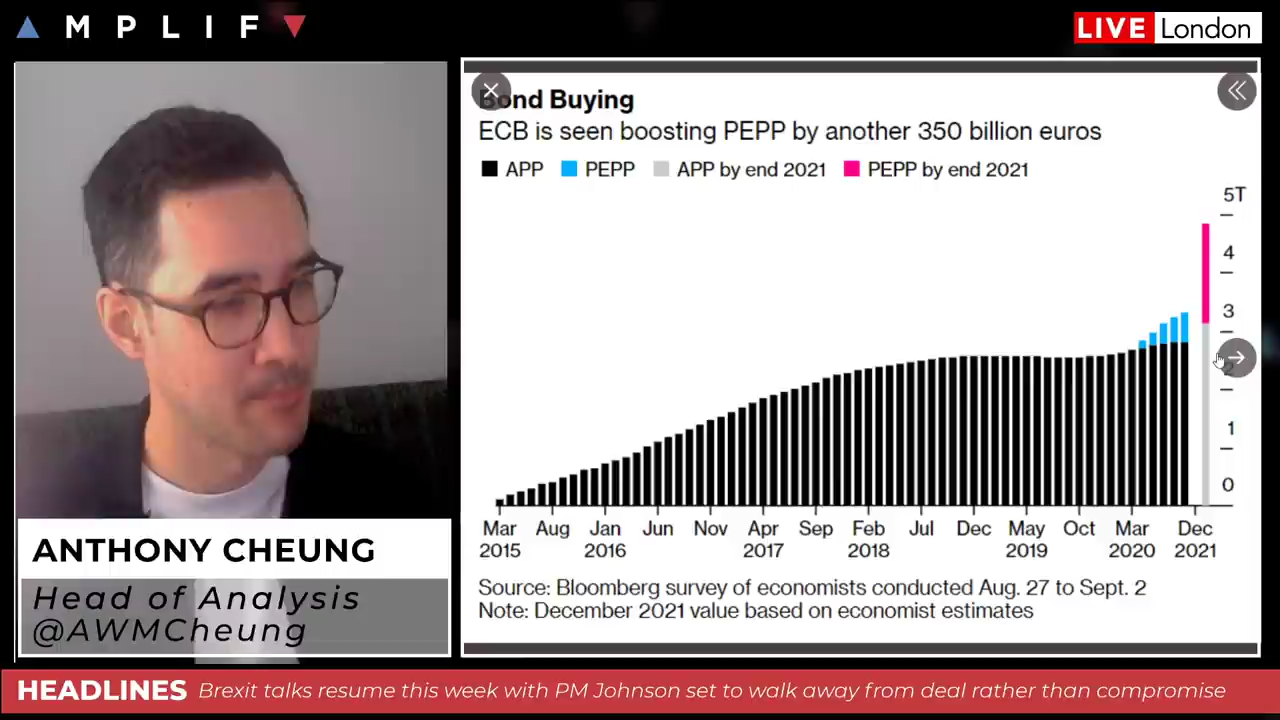 MPLIF
LIVE London
Bond Buying
ECB is seen boosting PEPP by another 350 billion euros
APP PEPP APP by end 2021 PEPP by end 2021
5T
4
3
2
1
0
Mar Aug Jan Jun Nov Apr Sep Feb Jul Dec May Oct Mar Dec
2015 2016 2017 2018 2019 2020 2021
Source: Bloomberg survey of economists conducted Aug. 27 to Sept. 2
Note: December 2021 value based on economist estimates
ANTHONY CHEUNG
Head of Analysis
@AWMCheung
HEADLINES Brexit talks resume this week with PM Johnson set to walk away from deal rather than compromise